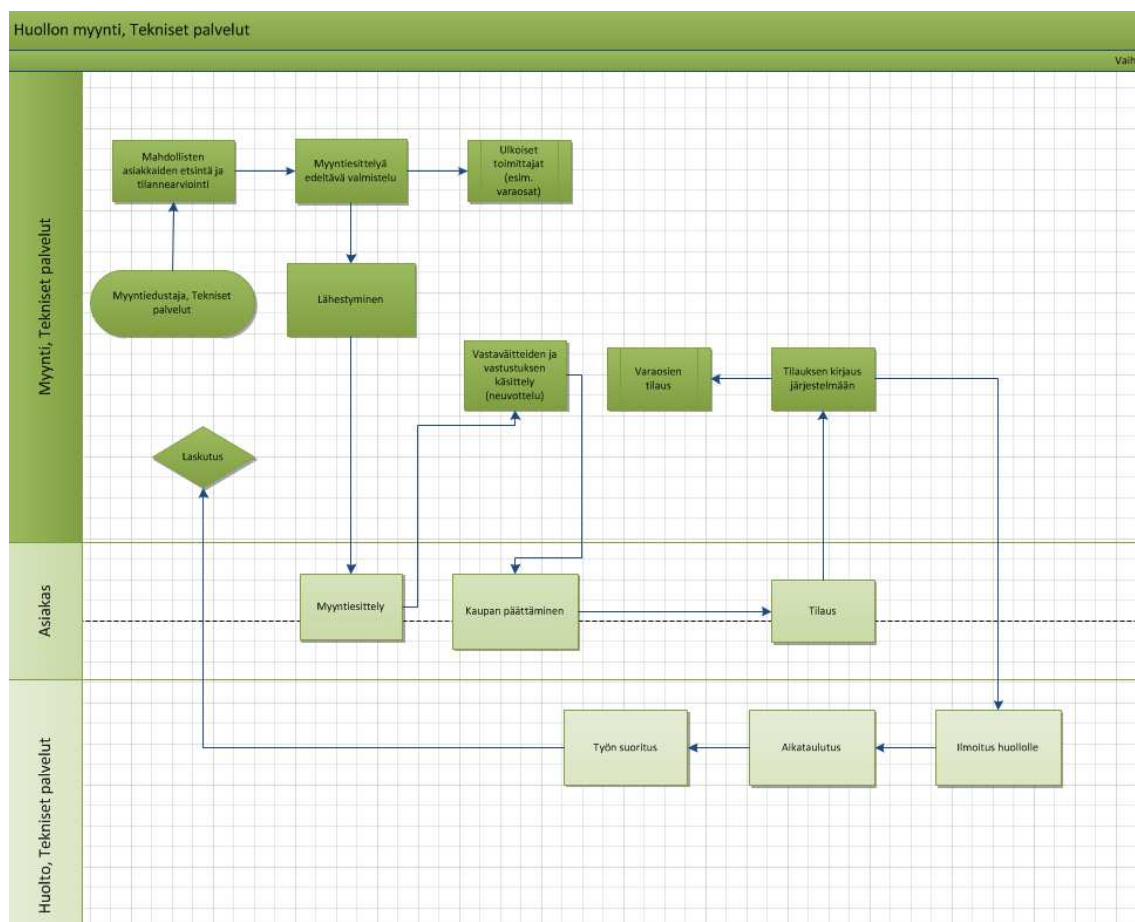 Huollon myynti, Tekniset palvelut
Vaih
Myynti, Tekniset palvelut
Mahdollisten
asiakkaiden etsintä ja
tilannearviointi
Myyntiesittelyä
edeltävä valmistelu
Ulkoiset
toimittajat
(esim.
varaosat)
Myyntiedustaja, Tekniset
palvelut
Lähestyminen
Vastaväitteiden ja
vastustuksen
käsittely
(neuvottelu)
Varaosien
tilaus
Tilauksen kirjaus
järjestelmään
Laskutus
Asiakas
Myyntiesittely
Kaupan päättäminen
Tilaus
Huolto, Tekniset palvelut
Työn suoritus
Aikataulutus
Ilmoitus huollolle